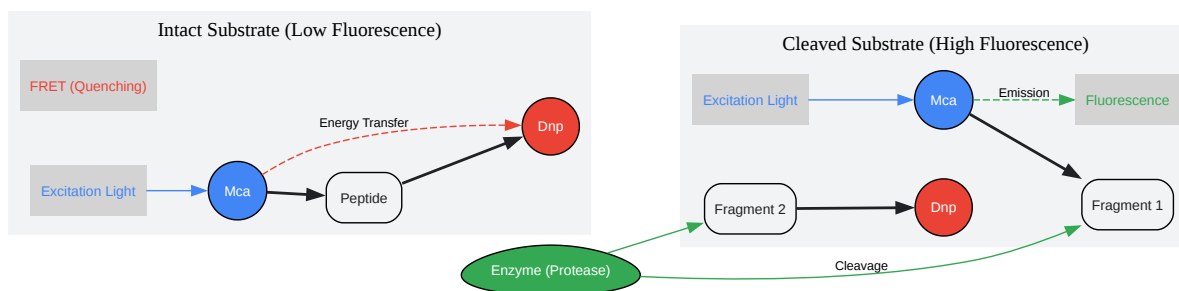 Intact Substrate (Low Fluorescence)
FRET (Quenching)
Energy Transfer
Dnp
Excitation Light
Mca
Peptide
Cleaved Substrate (High Fluorescence)
Excitation Light
Mca
Emission
Fluorescence
Fragment 2
Dnp
Fragment 1
Enzyme (Protease)
Cleavage